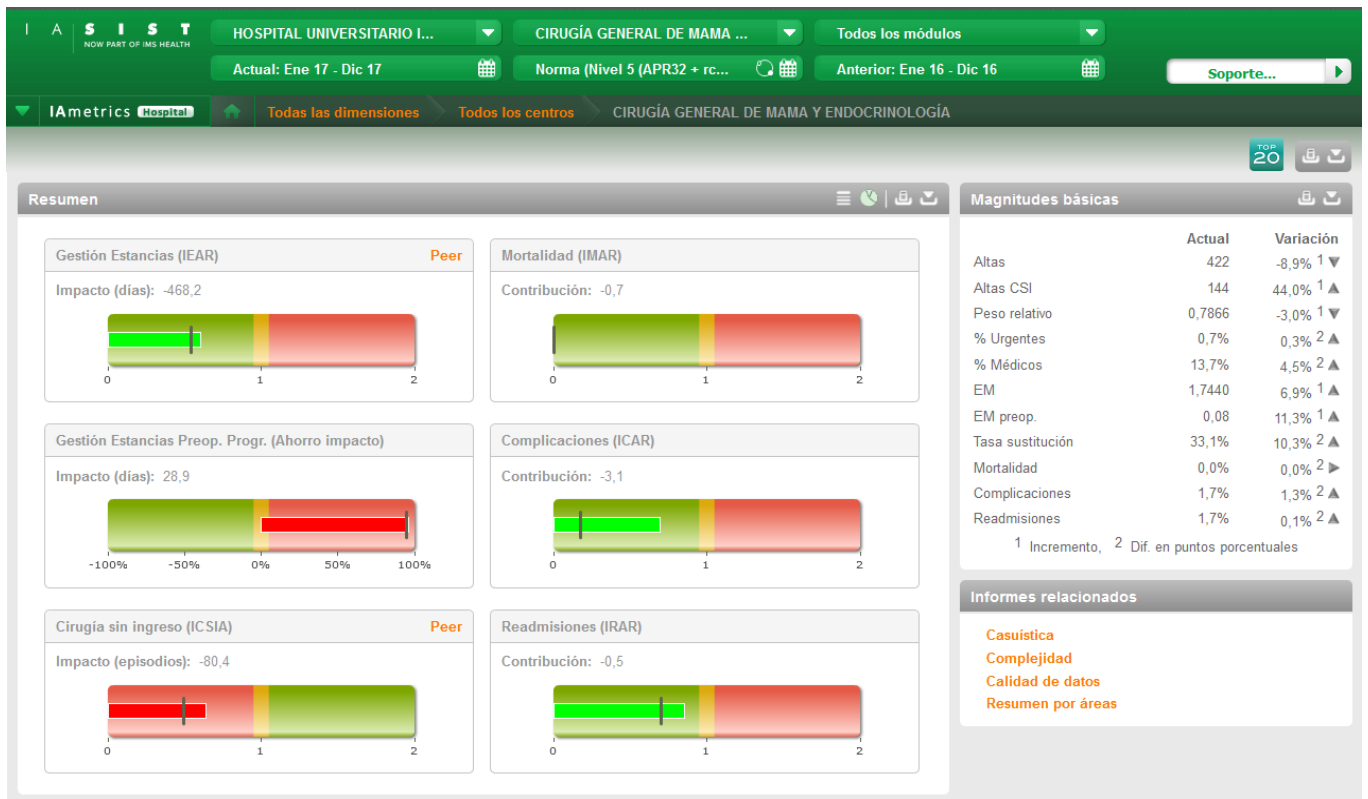 I A S I S T
NOW PART OF IMS HEALTH
HOSPITAL UNIVERSITARIO I...
CIRUGÍA GENERAL DE MAMA ...
Todos los módulos
Actual: Ene 17 - Dic 17
Norma (Nivel 5 (APR32 + rc...
Anterior: Ene 16 - Dic 16
Soporte...
IAmetrics Hospital
Todas las dimensiones
Todos los centros
CIRUGÍA GENERAL DE MAMA Y ENDOCRINOLOGÍA
TOP 20
Resumen
Gestión Estancias (IEAR) Peer
Impacto (días): -468,2
0 1 2
Mortalidad (IMAR)
Contribución: -0,7
0 1 2
Gestión Estancias Preop. Progr. (Ahorro impacto)
Impacto (días): 28,9
-100% -50% 0% 50% 100%
Complicaciones (ICAR)
Contribución: -3,1
0 1 2
Cirugía sin ingreso (ICSIA) Peer
Impacto (episodios): -80,4
0 1 2
Readmisiones (IRAR)
Contribución: -0,5
0 1 2
Magnitudes básicas
Actual Variación
Altas 422 -8,9% 1
Altas CSI 144 44,0% 1
Peso relativo 0,7866 -3,0% 1
% Urgentes 0,7% 0,3% 2
% Médicos 13,7% 4,5% 2
EM 1,7440 6,9% 1
EM preop. 0,08 11,3% 1
Tasa sustitución 33,1% 10,3% 2
Mortalidad 0,0% 0,0% 2
Complicaciones 1,7% 1,3% 2
Readmisiones 1,7% 0,1% 2
1 Incremento, 2 Dif. en puntos porcentuales
Informes relacionados
Casuística
Complejidad
Calidad de datos
Resumen por áreas